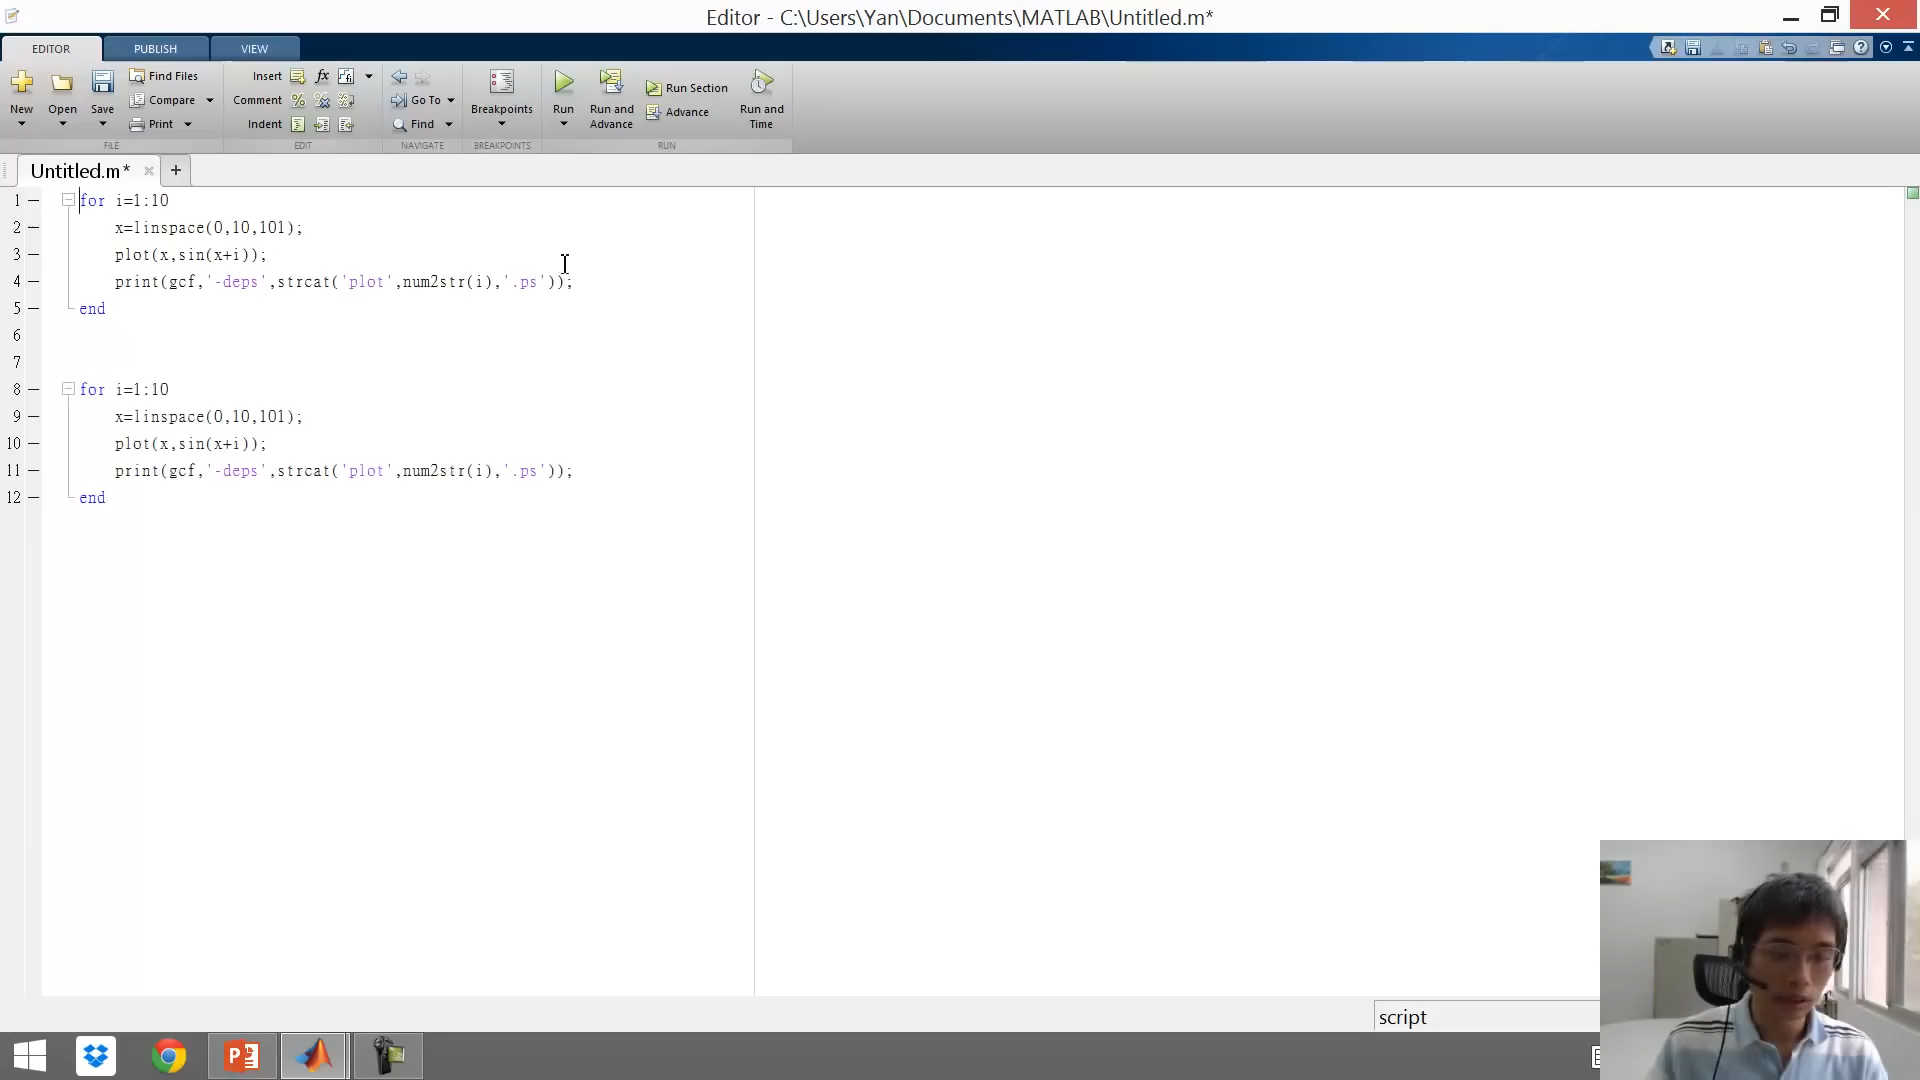 Editor - C:\Users\Yan\Documents\MATLAB\Untitled.m*
EDITOR PUBLISH VIEW
New Open Save Find Files Compare Print
Insert fx Comment Indent
Go To Find
Breakpoints
Run Run and Advance Run Section Advance Run and Time
FILE EDIT NAVIGATE BREAKPOINTS RUN
Untitled.m* × +
1 – for i=1:10
2 – x=linspace(0,10,101);
3 – plot(x,sin(x+i));
4 – print(gcf,'-deps',strcat('plot',num2str(i),'.ps'));
5 – end
6
7
8 – for i=1:10
9 – x=linspace(0,10,101);
10 – plot(x,sin(x+i));
11 – print(gcf,'-deps',strcat('plot',num2str(i),'.ps'));
12 – end
script